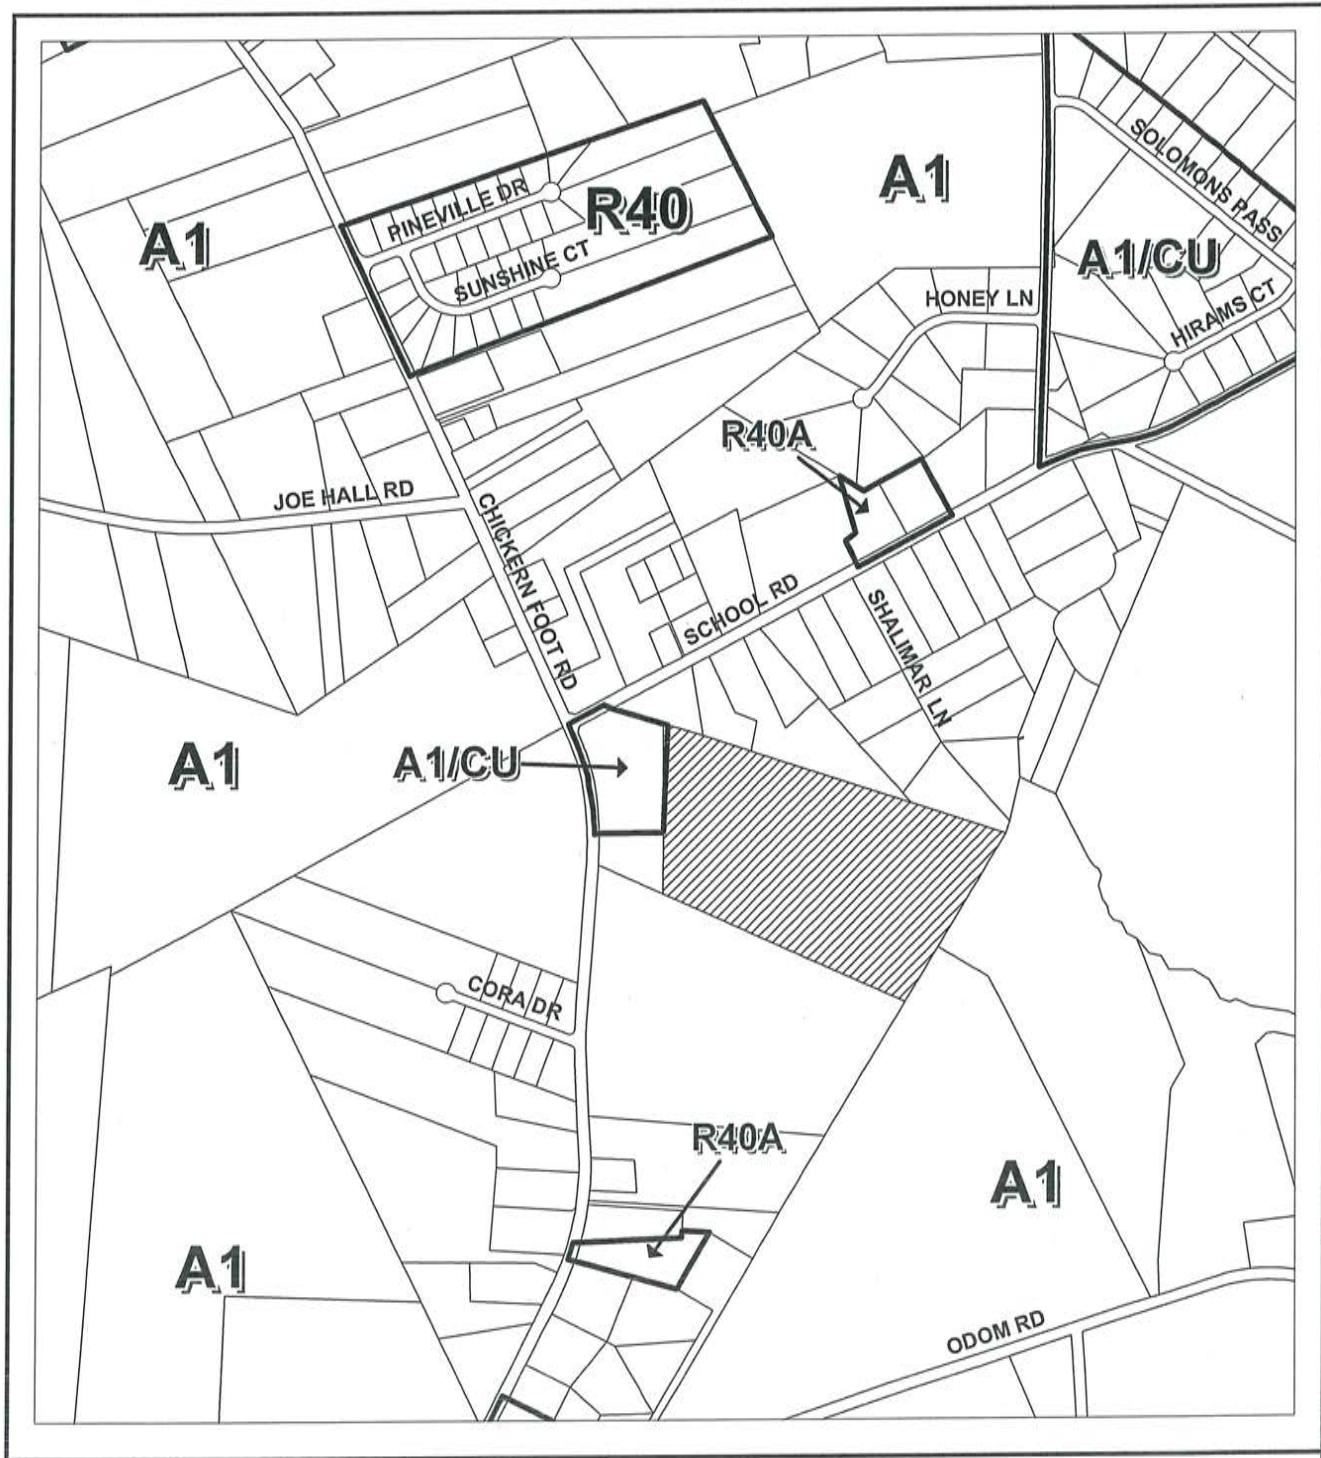 SOLOMONS PASS
A1
PINEVILLE DR
R40
A1
A1/CU
SUNSHINE CT
HONEY LN
HIRAMS CT
R40A
JOE HALL RD
CHICKERN FOOT RD
SCHOOL RD
SHALIMAR LN
A1
A1/CU
CORA DR
R40A
A1
A1
ODOM RD